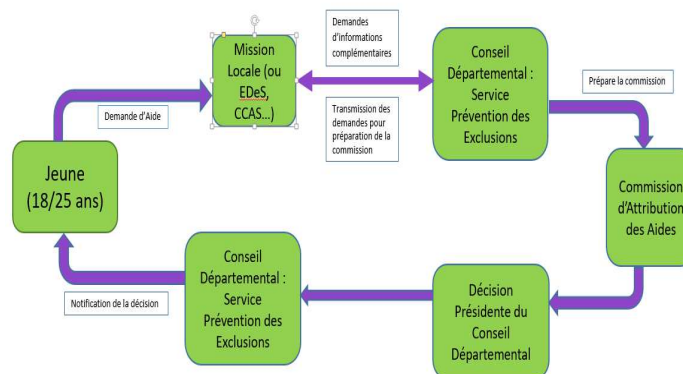 Mission
Locale (ou
EDeS,
CCAS...)
Demandes
d'informations
complémentaires
Transmission des
demandes pour
préparation de la
commission
Conseil
Départemental :
Service
Prévention des
Exclusions
Prépare la commission
Demande d'Aide
Jeune
(18/25 ans)
Commission
d'Attribution
des Aides
Conseil
Départemental :
Service
Prévention des
Exclusions
Décision
Présidente du
Conseil
Départemental
Notification de la décision